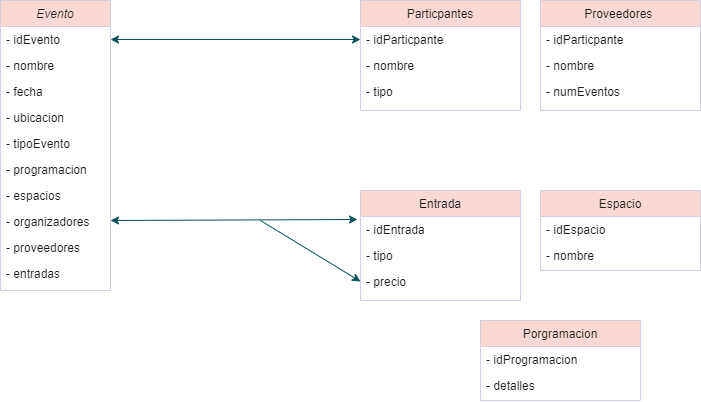 Evento
- idEvento
- nombre
- fecha
- ubicacion
- tipoEvento
- programacion
- espacios
- organizadores
- proveedores
- entradas
Particpantes
- idParticpante
- nombre
- tipo
Proveedores
- idParticpante
- nombre
- numEventos
Entrada
- idEntrada
- tipo
- precio
Espacio
- idEspacio
- nombre
Porgramacion
- idProgramacion
- detalles